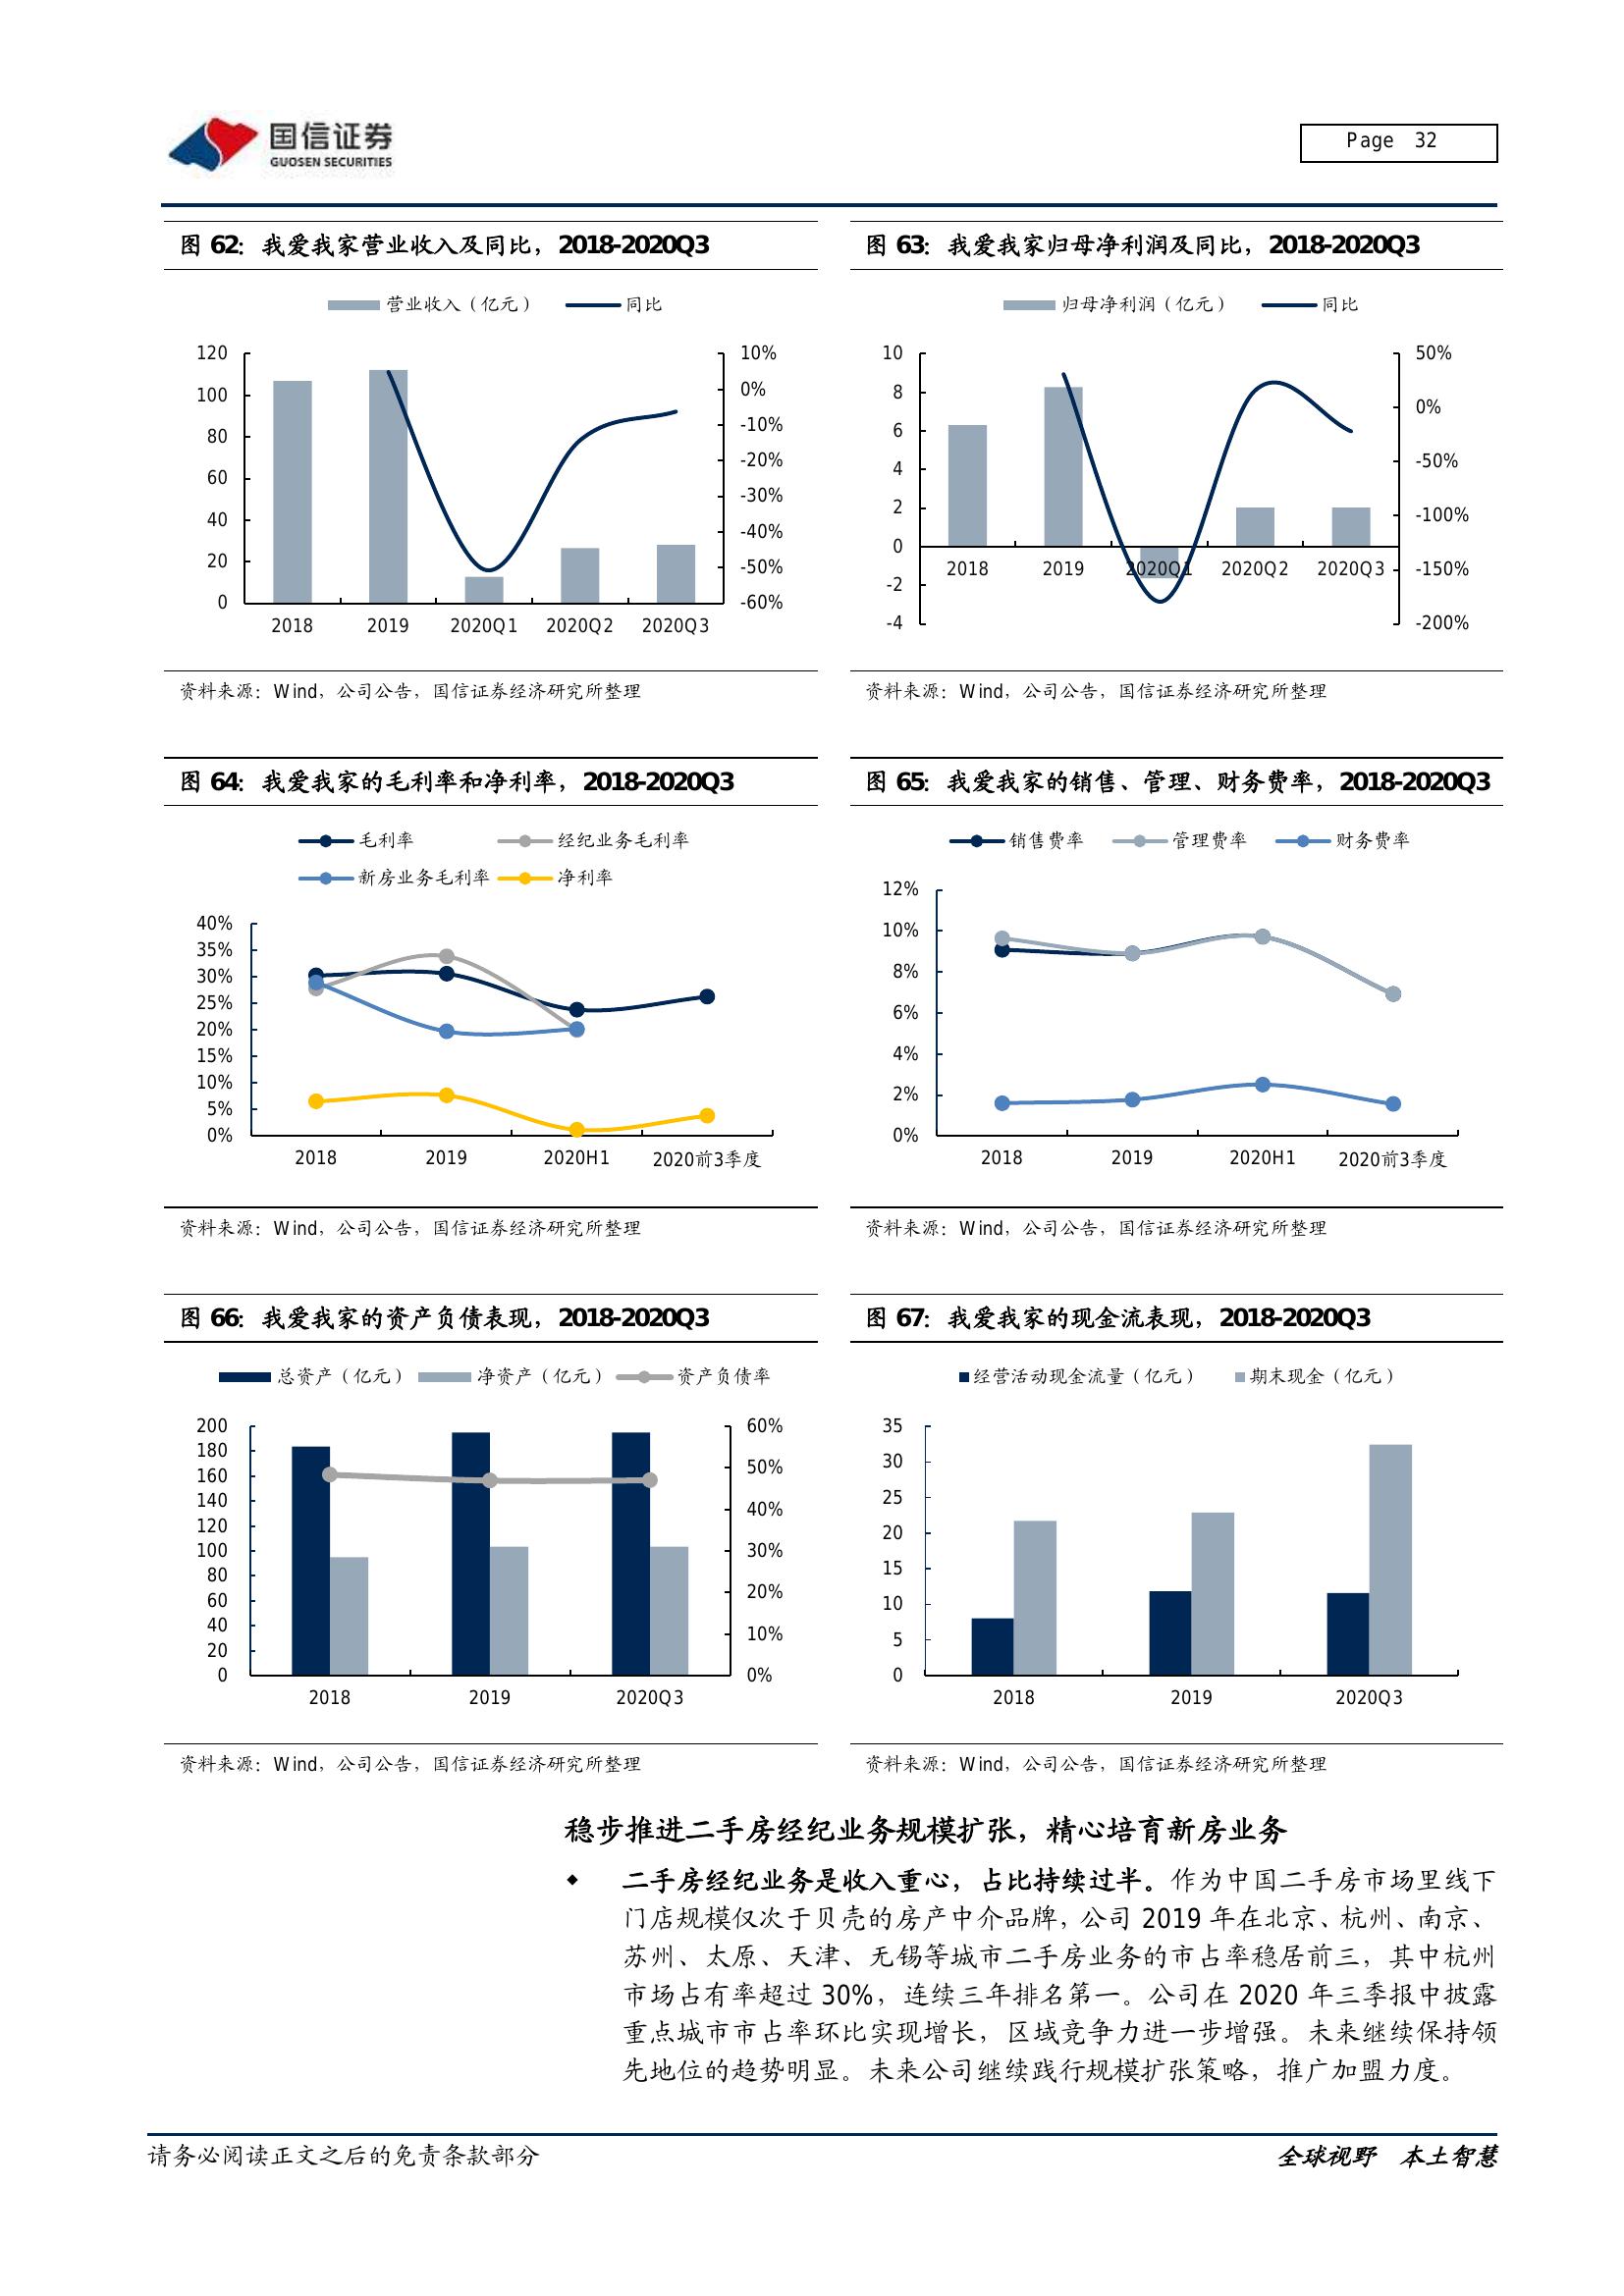 国信证券
GUOSEN SECURITIES
Page 32
图 62：我爱我家营业收入及同比，2018-2020Q3
营业收入（亿元） 同比
120
100
80
60
40
20
0
10%
0%
-10%
-20%
-30%
-40%
-50%
-60%
2018 2019 2020Q1 2020Q2 2020Q3
资料来源：Wind，公司公告，国信证券经济研究所整理
图 63：我爱我家归母净利润及同比，2018-2020Q3
归母净利润（亿元） 同比
10
8
6
4
2
0
-2
-4
50%
0%
-50%
-100%
-150%
-200%
2018 2019 2020Q1 2020Q2 2020Q3
资料来源：Wind，公司公告，国信证券经济研究所整理
图 64：我爱我家的毛利率和净利率，2018-2020Q3
毛利率 经纪业务毛利率
新房业务毛利率 净利率
40%
35%
30%
25%
20%
15%
10%
5%
0%
2018 2019 2020H1 2020前3季度
资料来源：Wind，公司公告，国信证券经济研究所整理
图 65：我爱我家的销售、管理、财务费率，2018-2020Q3
销售费率 管理费率 财务费率
12%
10%
8%
6%
4%
2%
0%
2018 2019 2020H1 2020前3季度
资料来源：Wind，公司公告，国信证券经济研究所整理
图 66：我爱我家的资产负债表现，2018-2020Q3
总资产（亿元） 净资产（亿元） 资产负债率
200
180
160
140
120
100
80
60
40
20
0
60%
50%
40%
30%
20%
10%
0%
2018 2019 2020Q3
资料来源：Wind，公司公告，国信证券经济研究所整理
图 67：我爱我家的现金流表现，2018-2020Q3
经营活动现金流量（亿元） 期末现金（亿元）
35
30
25
20
15
10
5
0
2018 2019 2020Q3
资料来源：Wind，公司公告，国信证券经济研究所整理
稳步推进二手房经纪业务规模扩张，精心培育新房业务
◆ 二手房经纪业务是收入重心，占比持续过半。作为中国二手房市场里线下
门店规模仅次于贝壳的房产中介品牌，公司 2019 年在北京、杭州、南京、
苏州、太原、天津、无锡等城市二手房业务的市占率稳居前三，其中杭州
市场占有率超过 30%，连续三年排名第一。公司在 2020 年三季报中披露
重点城市市占率环比实现增长，区域竞争力进一步增强。未来继续保持领
先地位的趋势明显。未来公司继续践行规模扩张策略，推广加盟力度。
请务必阅读正文之后的免责条款部分
全球视野 本土智慧